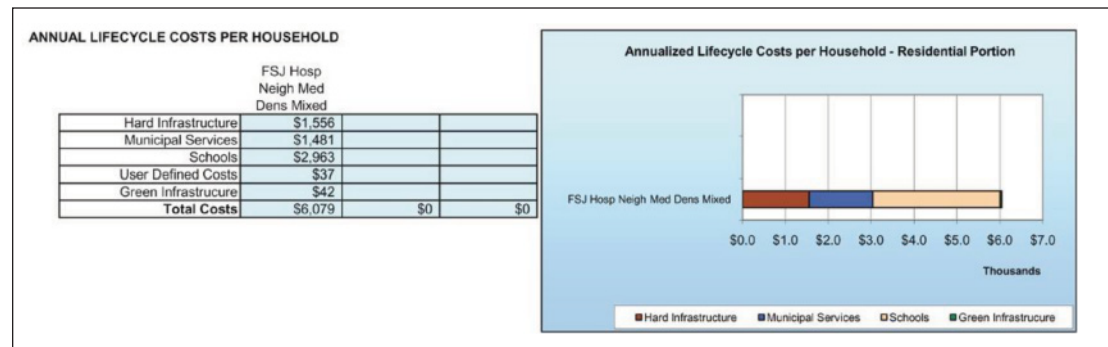 ANNUAL LIFECYCLE COSTS PER HOUSEHOLD
FSJ Hosp
Neigh Med
Dens Mixed
Hard Infrastructure $1,556
Municipal Services $1,481
Schools $2,963
User Defined Costs $37
Green Infrastrucure $42
Total Costs $6,079 $0 $0
Annualized Lifecycle Costs per Household - Residential Portion
FSJ Hosp Neigh Med Dens Mixed
$0.0 $1.0 $2.0 $3.0 $4.0 $5.0 $6.0 $7.0
Thousands
Hard Infrastructure Municipal Services Schools Green Infrastrucure